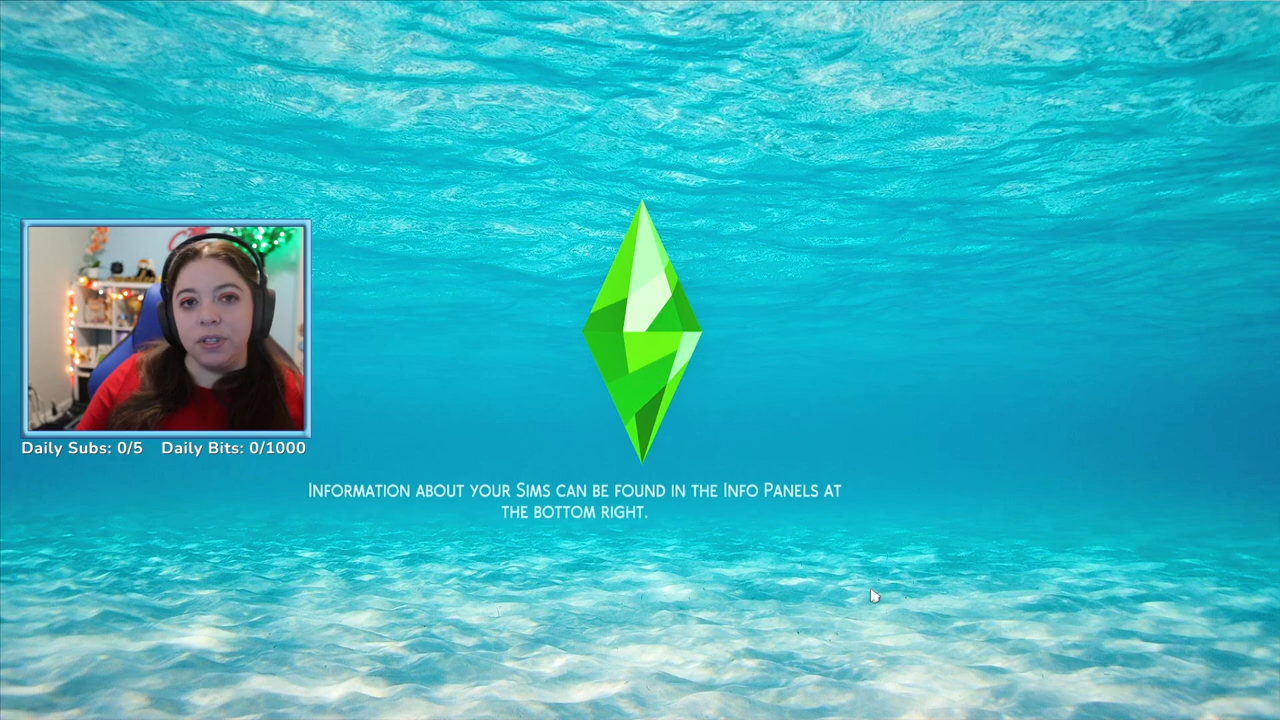 Daily Subs: 0/5 Daily Bits: 0/1000
Information about your Sims can be found in the Info Panels at
the bottom right.